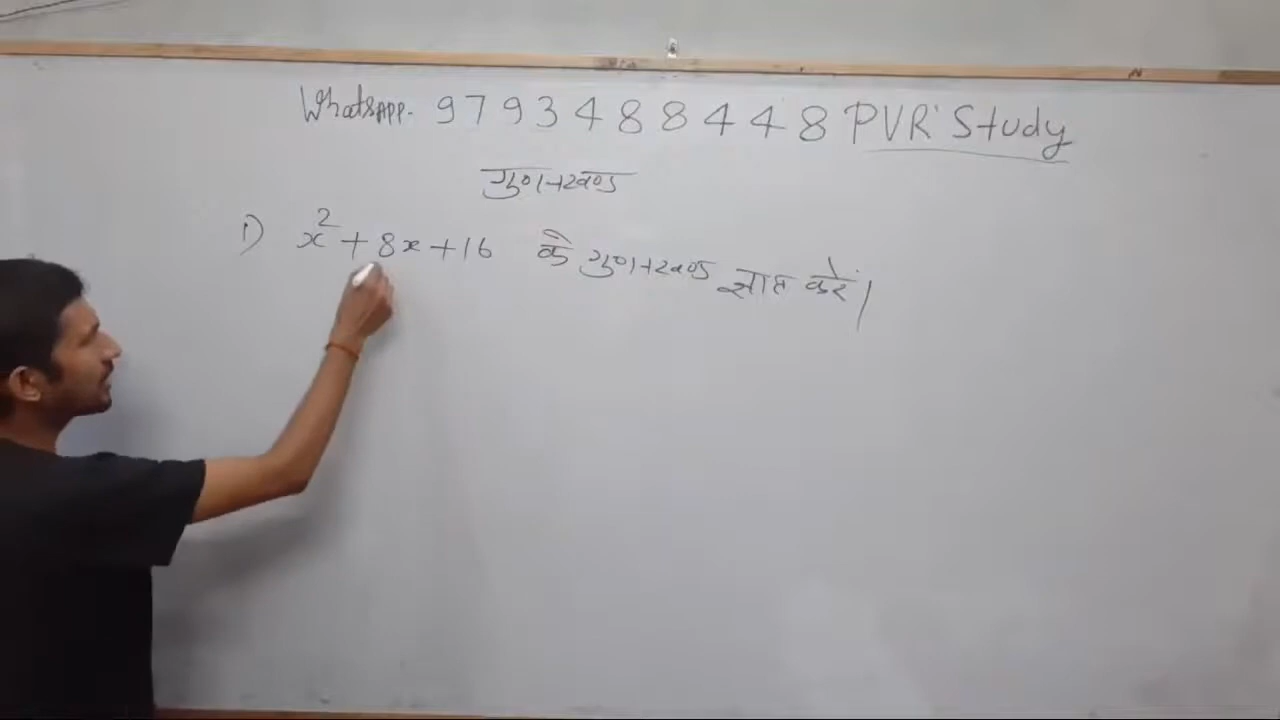 WhatsApp. 9793488448 PVR Study
गुणनखण्ड
1) x² + 8x + 16 के गुणनखण्ड ज्ञात करें।